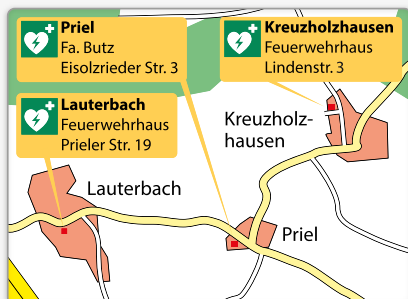 Priel
Fa. Butz
Eisolzrieder Str. 3
Kreuzholzhausen
Feuerwehrhaus
Lindenstr. 3
Lauterbach
Feuerwehrhaus
Prieler Str. 19
Kreuzholz-
hausen
Lauterbach
Priel